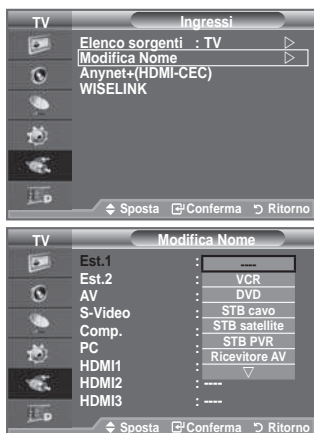 TV Ingressi
Elenco sorgenti : TV ▷
Modifica Nome ▷
Anynet+(HDMI-CEC)
WISELINK
Sposta Conferma Ritorno
TV Modifica Nome
Est.1 : ----
Est.2 : VCR
AV : DVD
S-Video : STB cavo
Comp. : STB satellite
PC : STB PVR
HDMI1 : Ricevitore AV
HDMI2 : ----
HDMI3 : ----
Sposta Conferma Ritorno